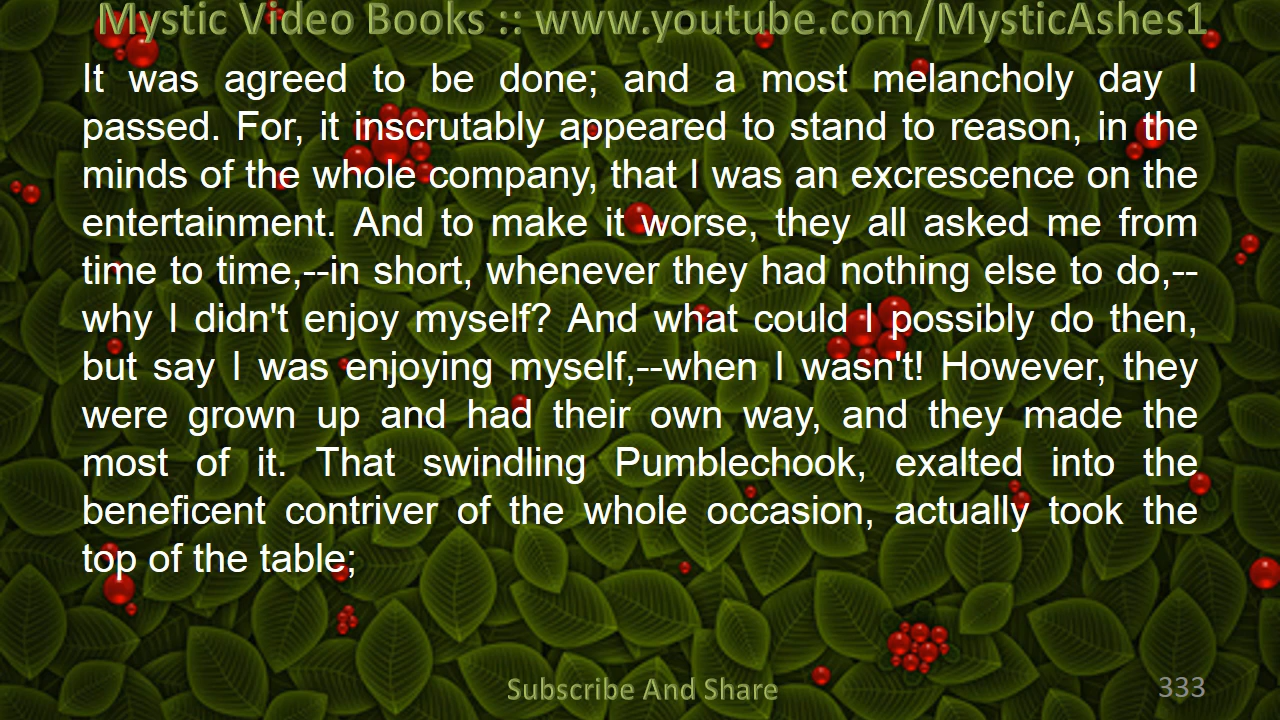 Mystic Video Books :: www.youtube.com/MysticAshes1
It was agreed to be done; and a most melancholy day I
passed. For, it inscrutably appeared to stand to reason, in the
minds of the whole company, that I was an excrescence on the
entertainment. And to make it worse, they all asked me from
time to time,--in short, whenever they had nothing else to do,--
why I didn't enjoy myself? And what could I possibly do then,
but say I was enjoying myself,--when I wasn't! However, they
were grown up and had their own way, and they made the
most of it. That swindling Pumblechook, exalted into the
beneficent contriver of the whole occasion, actually took the
top of the table;
Subscribe And Share
333